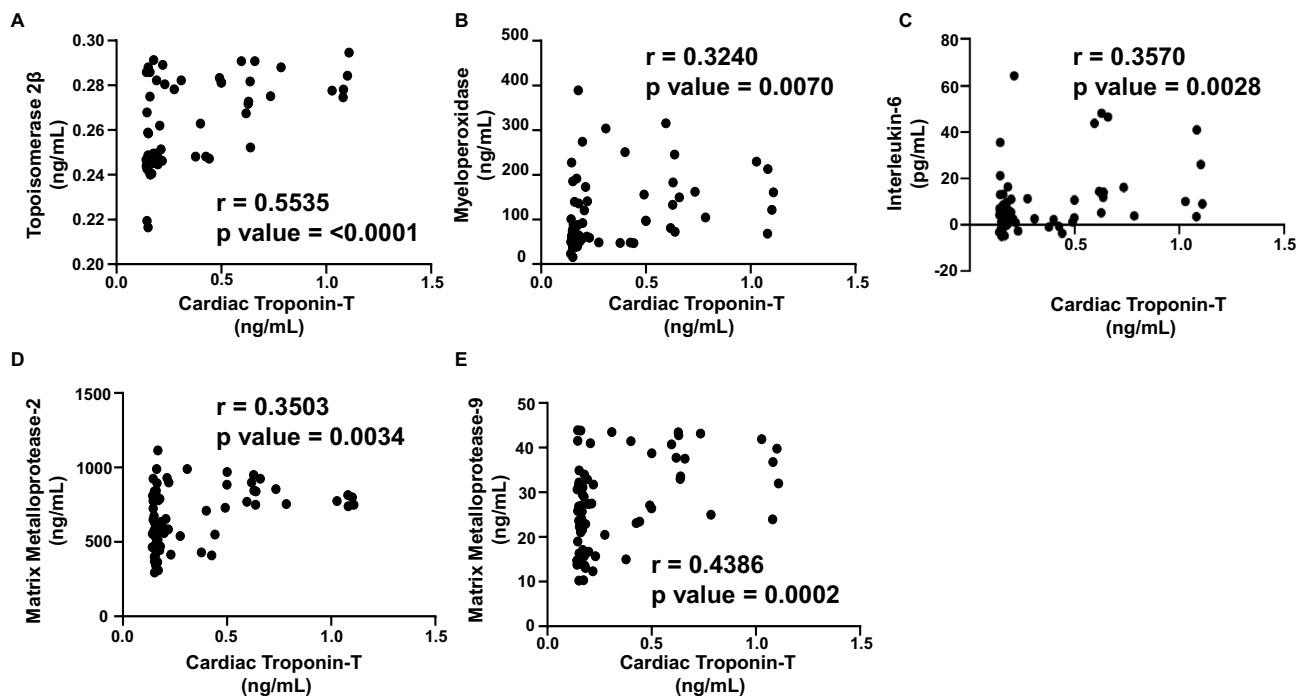 A
Topoisomerase 2β
(ng/mL)
0.30
0.28
0.26
0.24
0.22
0.20
r = 0.5535
p value = <0.0001
0.0
0.5
1.0
1.5
Cardiac Troponin-T
(ng/mL)
B
Myeloperoxidase
(ng/mL)
500
400
300
200
100
0
r = 0.3240
p value = 0.0070
0.0
0.5
1.0
1.5
Cardiac Troponin-T
(ng/mL)
C
Interleukin-6
(pg/mL)
80
60
40
20
0
-20
r = 0.3570
p value = 0.0028
0.5
1.0
1.5
Cardiac Troponin-T
(ng/mL)
D
Matrix Metalloprotease-2
(ng/mL)
1500
1000
500
0
r = 0.3503
p value = 0.0034
0.0
0.5
1.0
1.5
Cardiac Troponin-T
(ng/mL)
E
Matrix Metalloprotease-9
(ng/mL)
50
40
30
20
10
0
r = 0.4386
p value = 0.0002
0.0
0.5
1.0
1.5
Cardiac Troponin-T
(ng/mL)